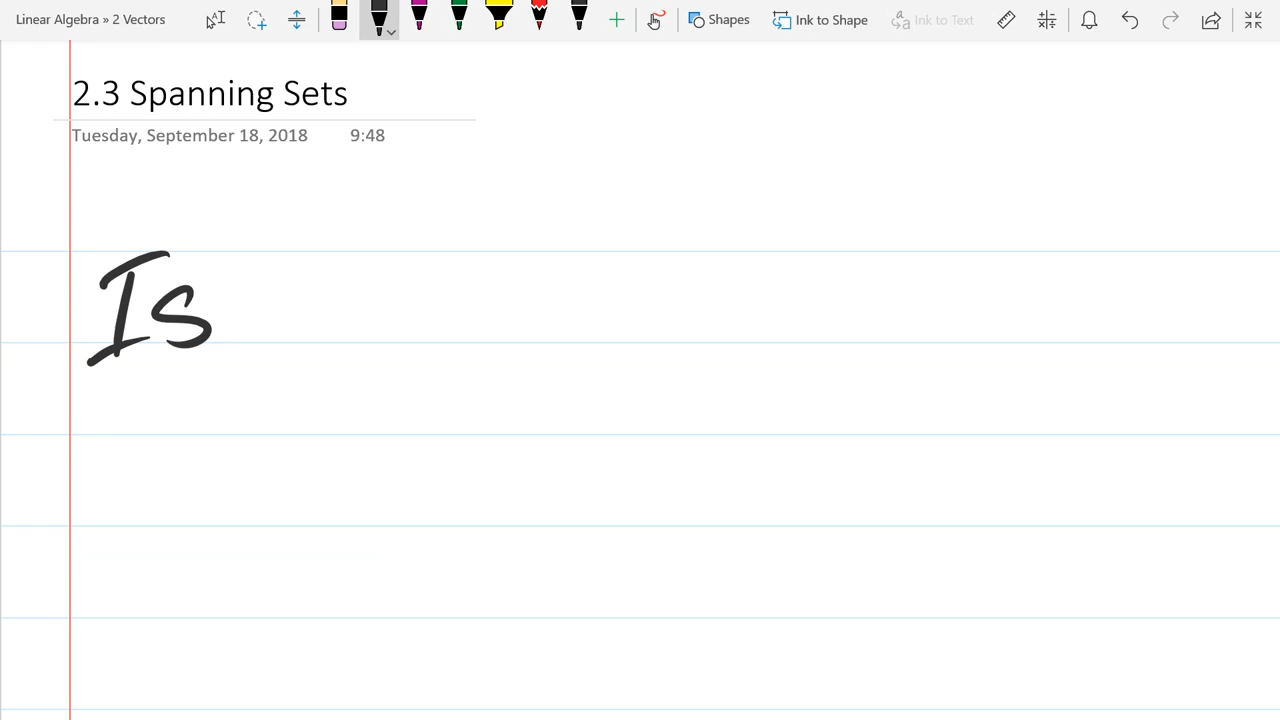 Linear Algebra » 2 Vectors Shapes Ink to Shape Ink to Text
2.3 Spanning Sets
Tuesday, September 18, 2018 9:48
Is